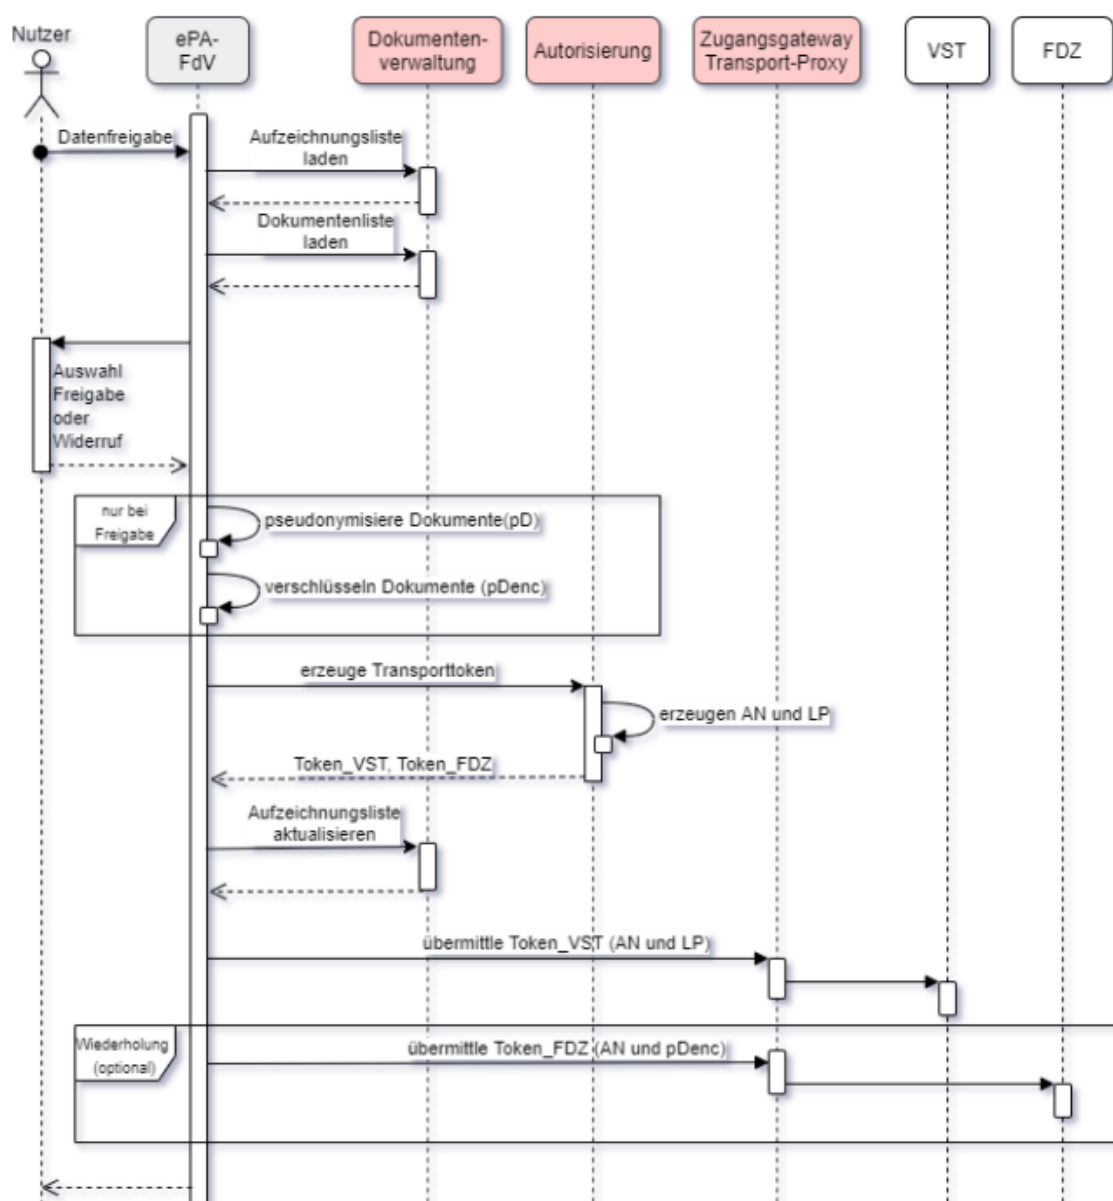 Nutzer
ePA-
FdV
Dokumenten-
verwaltung
Autorisierung
Zugangsgateway
Transport-Proxy
VST
FDZ
Datenfreigabe
Aufzeichnungsliste
laden
Dokumentenliste
laden
Auswahl
Freigabe
oder
Widerruf
nur bei
Freigabe
pseudonymisiere Dokumente(pD)
verschlüsseln Dokumente (pDenc)
erzeuge Transporttoken
erzeugen AN und LP
Token_VST, Token_FDZ
Aufzeichnungsliste
aktualisieren
übermittle Token_VST (AN und LP)
Wiederholung
(optional)
übermittle Token_FDZ (AN und pDenc)